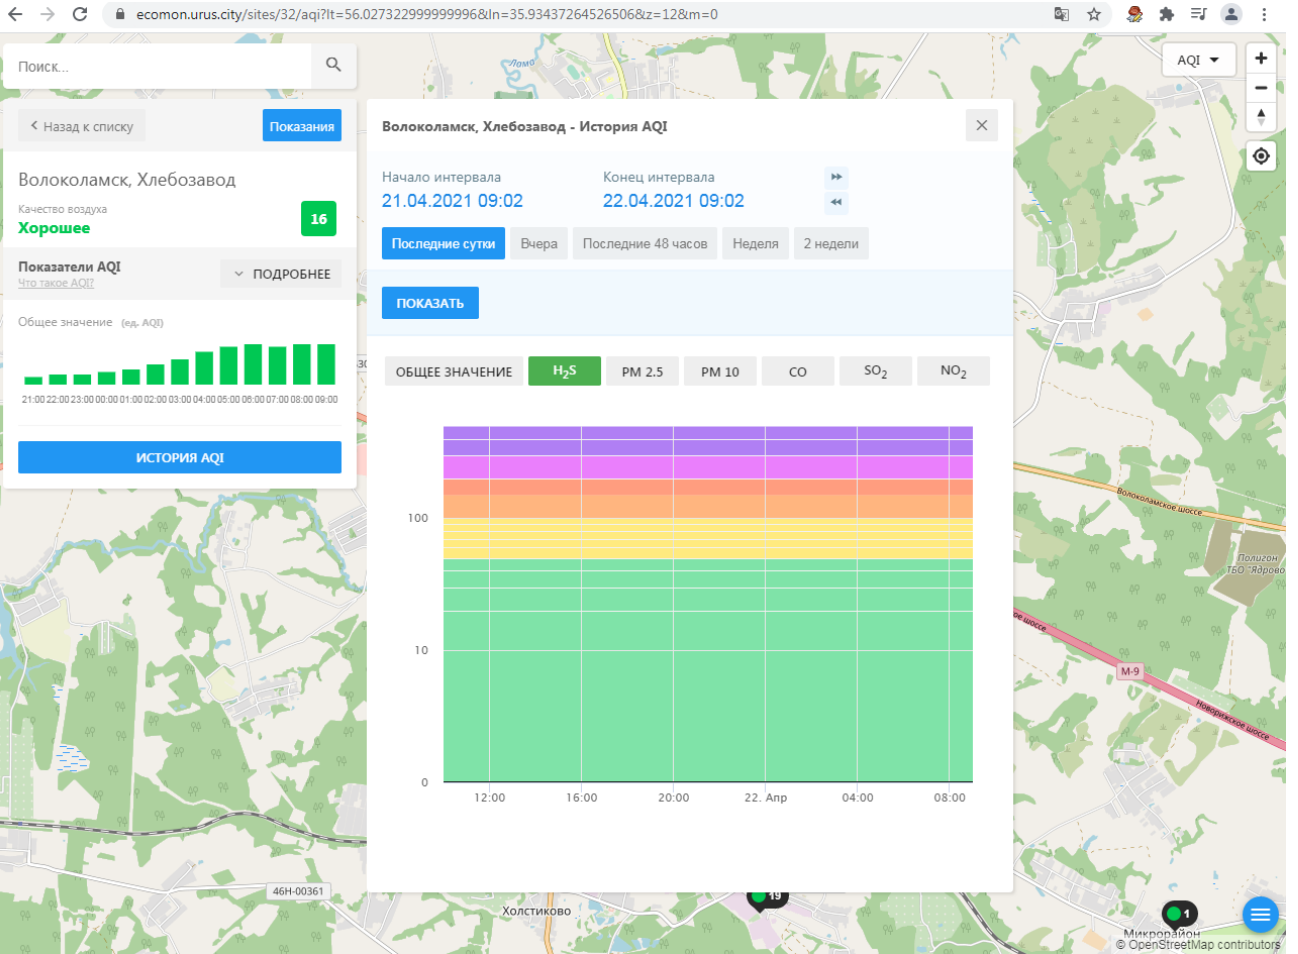 ecomon.urus.city/sites/32/aqi?lt=56.027322999999996&ln=35.93437264526506&z=12&m=0
Поиск...
AQI
Назад к списку
Показания
Волоколамск, Хлебозавод
Качество воздуха
Хорошее
16
Показатели AQI
Что такое AQI?
ПОДРОБНЕЕ
Общее значение (ед. AQI)
21:00 22:00 23:00 00:00 01:00 02:00 03:00 04:00 05:00 06:00 07:00 08:00 09:00
ИСТОРИЯ AQI
Волоколамск, Хлебозавод - История AQI
Начало интервала
21.04.2021 09:02
Конец интервала
22.04.2021 09:02
Последние сутки
Вчера
Последние 48 часов
Неделя
2 недели
ПОКАЗАТЬ
ОБЩЕЕ ЗНАЧЕНИЕ
H2S
PM 2.5
PM 10
CO
SO2
NO2
100
10
0
12:00 16:00 20:00 22. Апр 04:00 08:00
Лама
Волоколамское шоссе
Полигон
ТБО "Ядрово
ое шоссе
М-9
Новорижское шоссе
46Н-00361
Холстиково
19
1
Микрорайон
© OpenStreetMap contributors